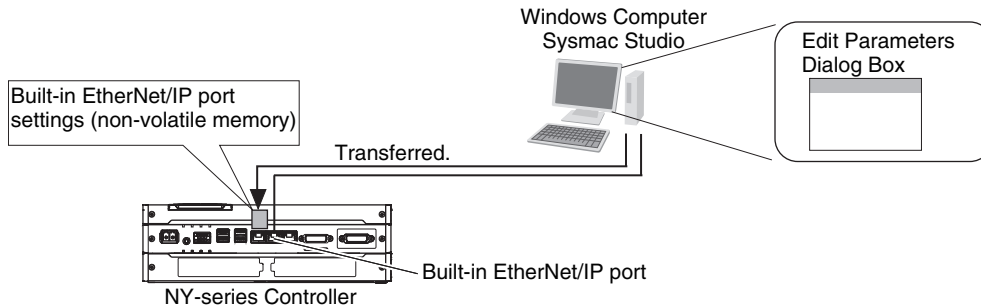 Windows Computer
Sysmac Studio
Edit Parameters
Dialog Box
Built-in EtherNet/IP port
settings (non-volatile memory)
Transferred.
Built-in EtherNet/IP port
NY-series Controller